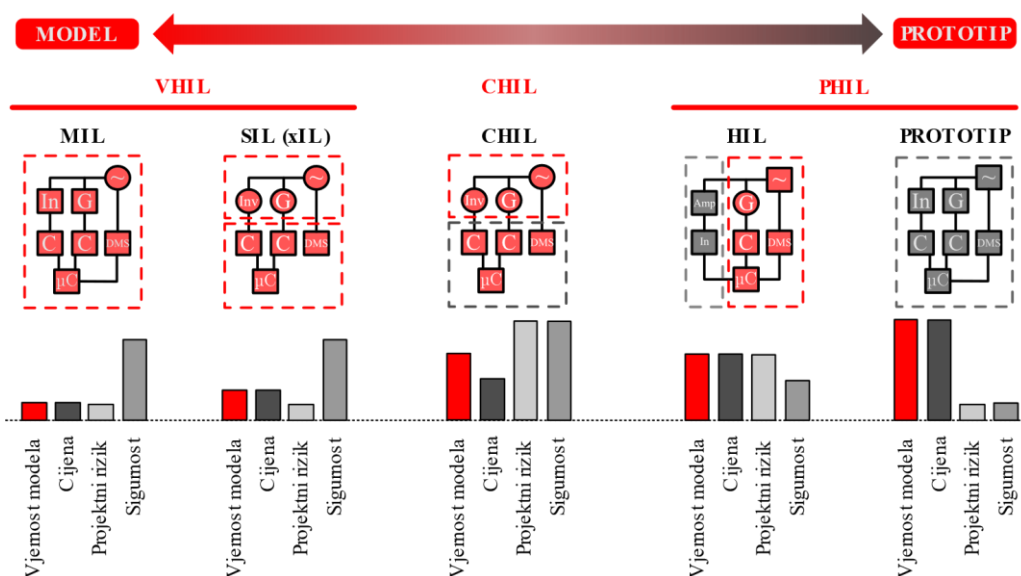 MODEL
PROTOTIP
VHIL
CHIL
PHIL
MIL
SIL (xIL)
CHIL
HIL
PROTOTIP
~
In G
C C DMS
µC
~
Inv G
C C DMS
µC
~
Inv G
C C DMS
µC
~
Amp G
In C DMS
µC
~
In G
C C DMS
µC
Vjernost modela
Cijena
Projektni rizik
Sigurnost
Vjernost modela
Cijena
Projektni rizik
Sigurnost
Vjernost modela
Cijena
Projektni rizik
Sigurnost
Vjernost modela
Cijena
Projektni rizik
Sigurnost
Vjernost modela
Cijena
Projektni rizik
Sigurnost